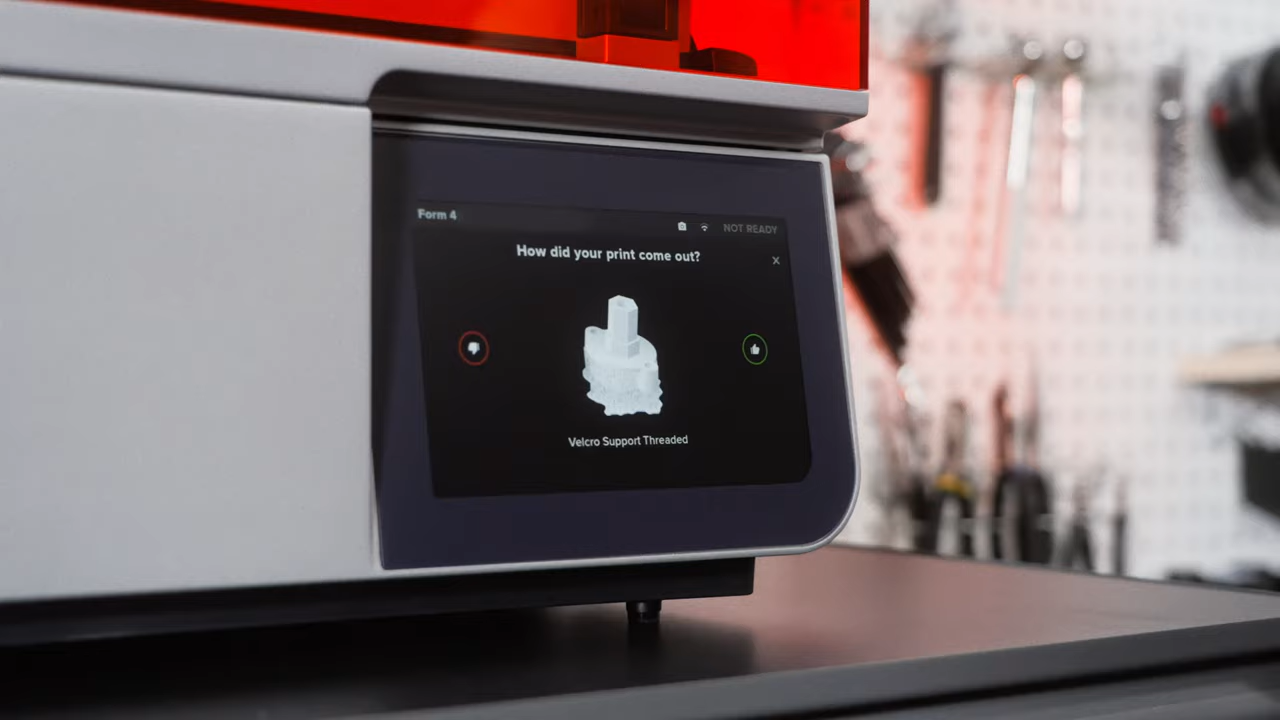 Form 4
NOT READY
How did your print come out?
Velcro Support Threaded